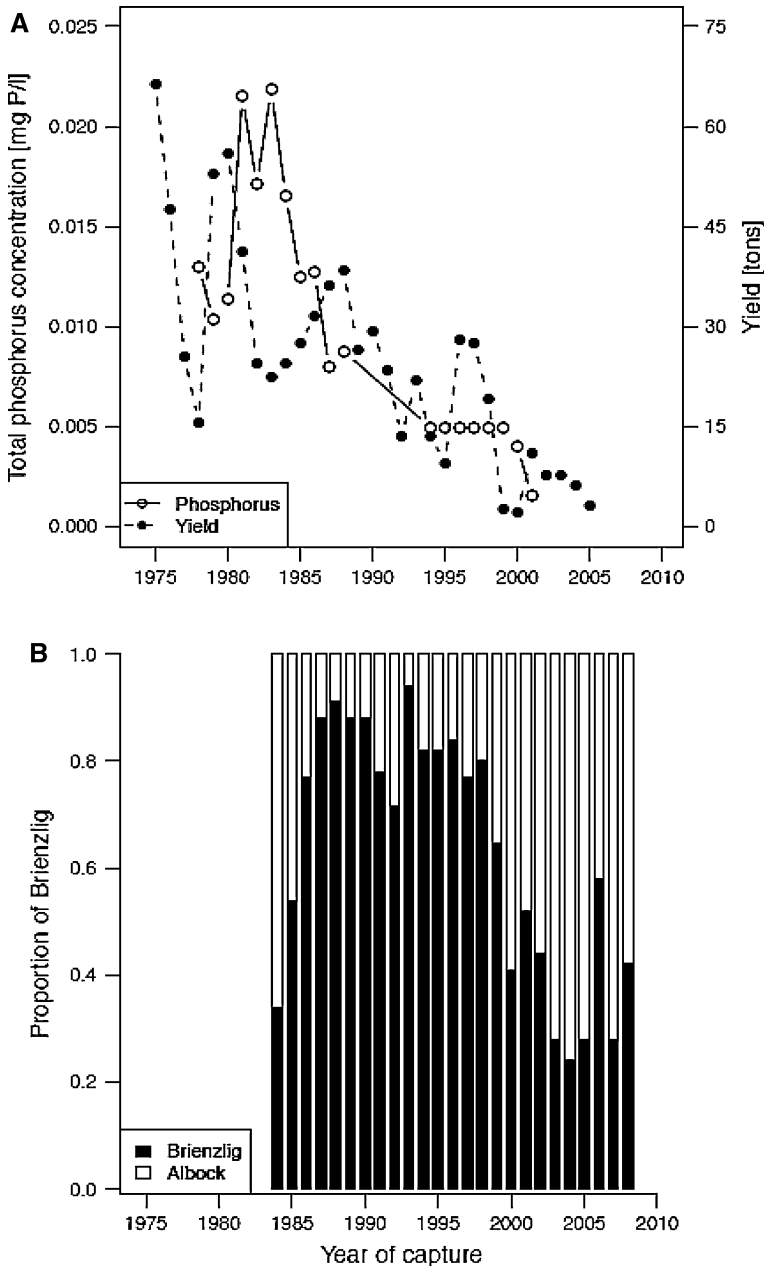 A
Total phosphorus concentration [mg P/l]
0.025
0.020
0.015
0.010
0.005
0.000
75
60
45
30
15
0
Yield [tons]
Phosphorus
Yield
1975 1980 1985 1990 1995 2000 2005 2010
B
Proportion of Brienzlig
1.0
0.8
0.6
0.4
0.2
0.0
Brienzlig
Albock
1975 1980 1985 1990 1995 2000 2005 2010
Year of capture